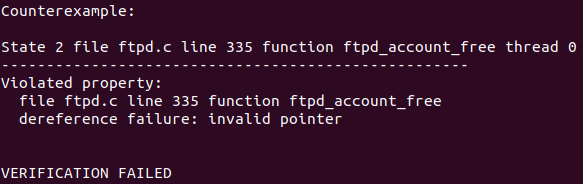 Counterexample:
State 2 file ftpd.c line 335 function ftpd_account_free thread 0
----------------------------------------------------
Violated property:
file ftpd.c line 335 function ftpd_account_free
dereference failure: invalid pointer
VERIFICATION FAILED